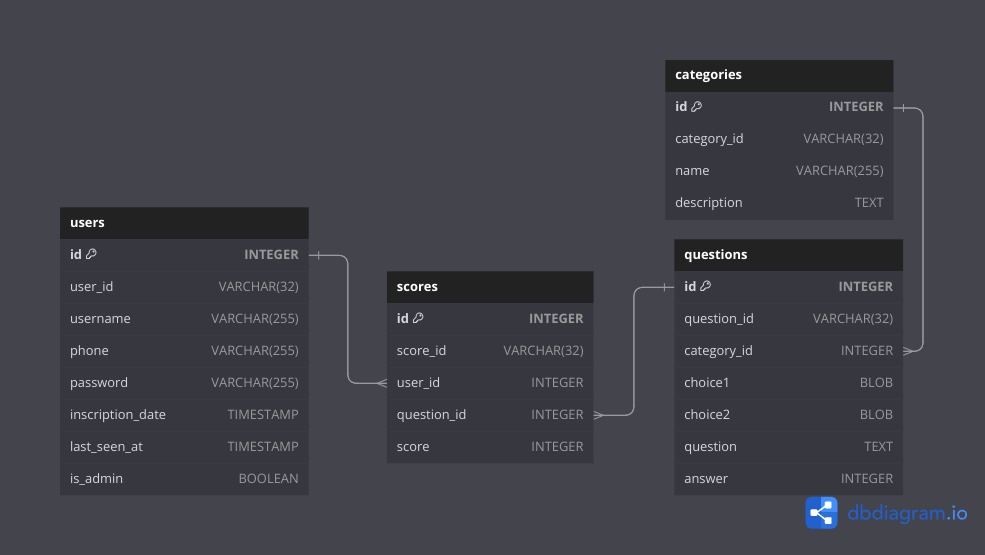 categories
id INTEGER
category_id VARCHAR(32)
name VARCHAR(255)
description TEXT
users
id INTEGER
user_id VARCHAR(32)
username VARCHAR(255)
phone VARCHAR(255)
password VARCHAR(255)
inscription_date TIMESTAMP
last_seen_at TIMESTAMP
is_admin BOOLEAN
scores
id INTEGER
score_id VARCHAR(32)
user_id INTEGER
question_id INTEGER
score INTEGER
questions
id INTEGER
question_id VARCHAR(32)
category_id INTEGER
choice1 BLOB
choice2 BLOB
question TEXT
answer INTEGER
dbdiagram.io